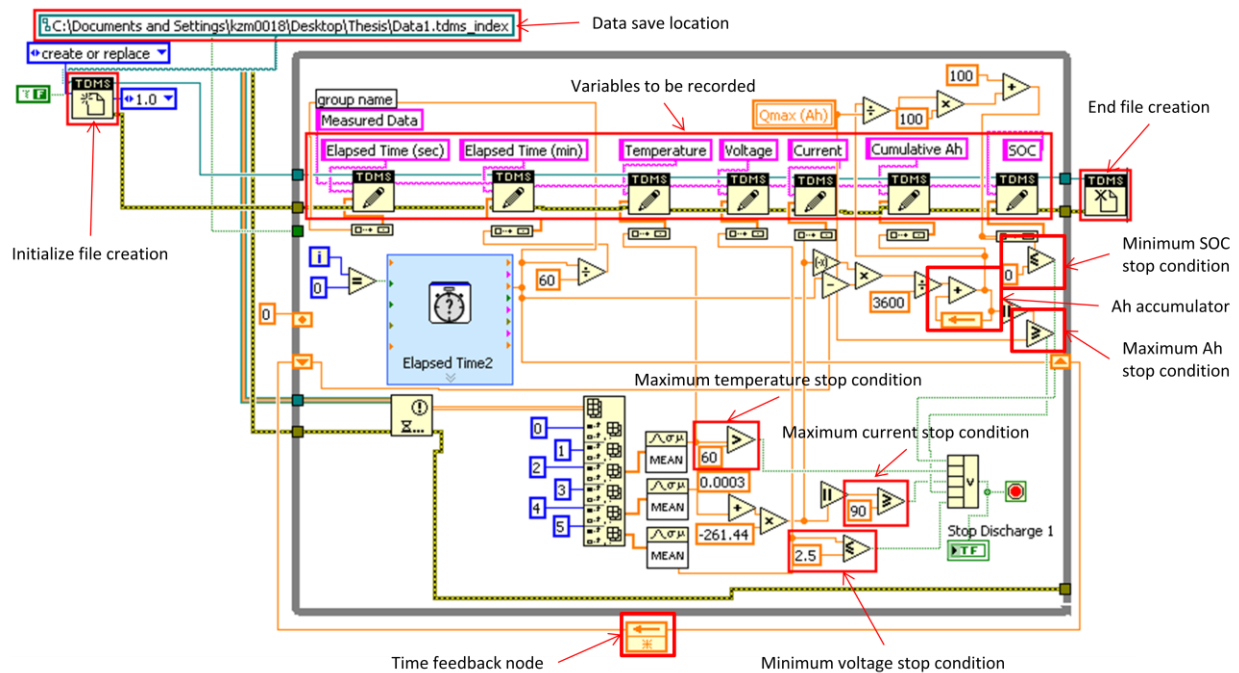 C:\Documents and Settings\kzm0018\Desktop\Thesis\Data1.tdms_index
Data save location
create or replace
TF
TDMS
1.0
Variables to be recorded
100
100
End file creation
group name
Measured Data
Qmax (Ah)
Elapsed Time (sec)
Elapsed Time (min)
Temperature
Voltage
Current
Cumulative Ah
SOC
TDMS
TDMS
TDMS
TDMS
TDMS
TDMS
TDMS
TDMS
Initialize file creation
Minimum SOC
stop condition
i
0
60
3600
0
Ah accumulator
0
Elapsed Time2
Maximum Ah
stop condition
Maximum temperature stop condition
Maximum current stop condition
0
1
2
3
4
5
MEAN
MEAN
MEAN
60
0.0003
-261.44
90
2.5
Stop Discharge 1
TF
Time feedback node
Minimum voltage stop condition